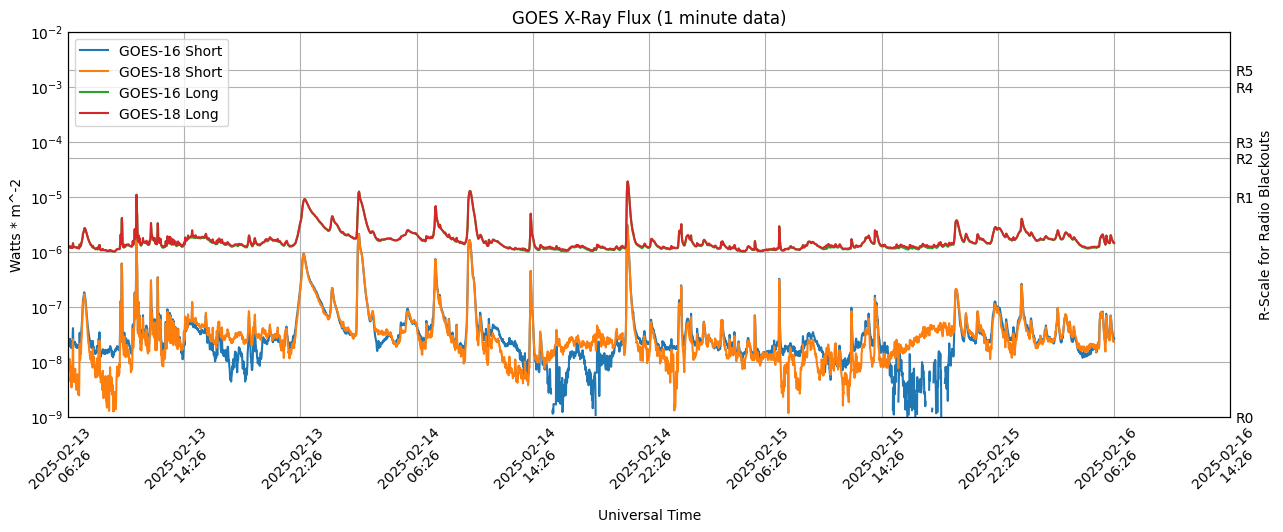 GOES X-Ray Flux (1 minute data)
GOES-16 Short
GOES-18 Short
GOES-16 Long
GOES-18 Long
Watts * m^-2
10^-2
10^-3
10^-4
10^-5
10^-6
10^-7
10^-8
10^-9
R5
R4
R3
R2
R1
R0
R-Scale for Radio Blackouts
2025-02-13
06:26
2025-02-13
14:26
2025-02-13
22:26
2025-02-14
06:26
2025-02-14
14:26
2025-02-14
22:26
2025-02-15
06:26
2025-02-15
14:26
2025-02-15
22:26
2025-02-16
06:26
2025-02-16
14:26
Universal Time